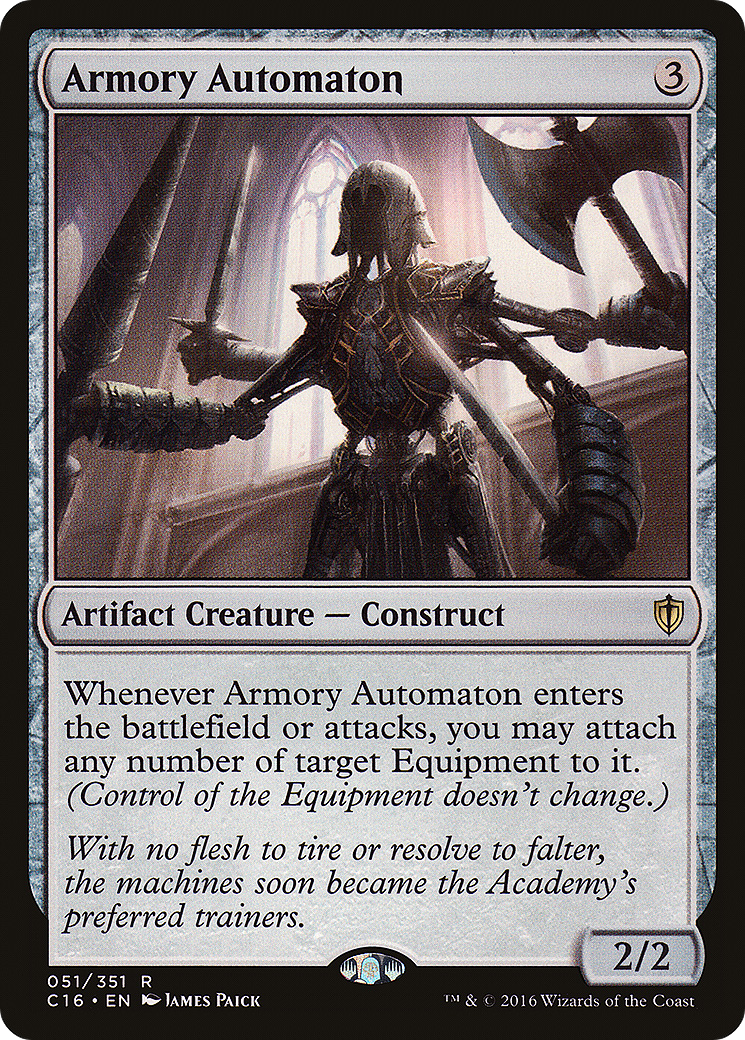 Armory Automaton 3
Artifact Creature — Construct
Whenever Armory Automaton enters
the battlefield or attacks, you may attach
any number of target Equipment to it.
(Control of the Equipment doesn't change.)
With no flesh to tire or resolve to falter,
the machines soon became the Academy's
preferred trainers.
2/2
051/351 R
C16 • EN James Paick
™ & © 2016 Wizards of the Coast